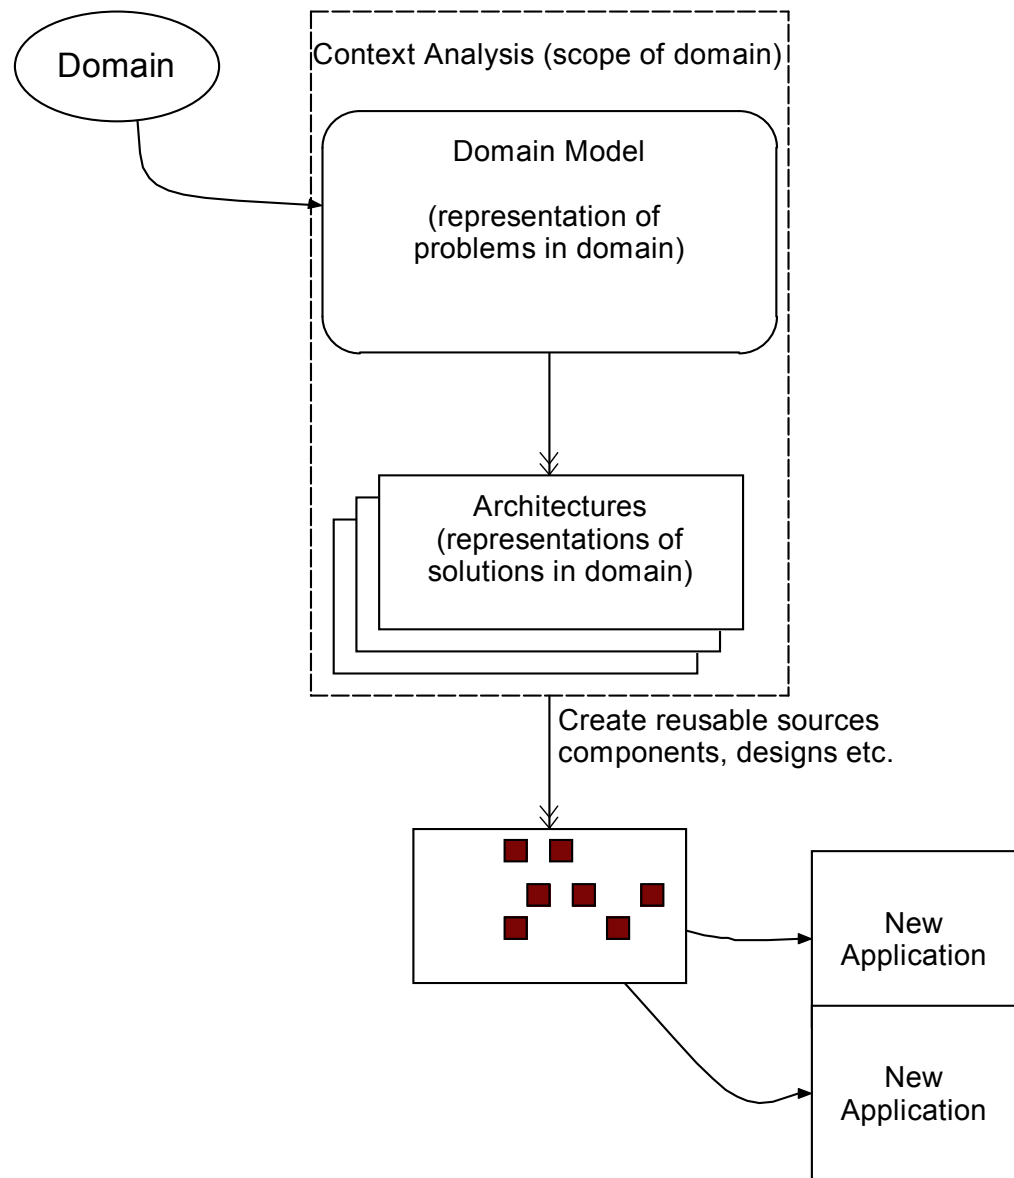 Domain
Context Analysis (scope of domain)
Domain Model
(representation of
problems in domain)
Architectures
(representations of
solutions in domain)
Create reusable sources
components, designs etc.
New
Application
New
Application